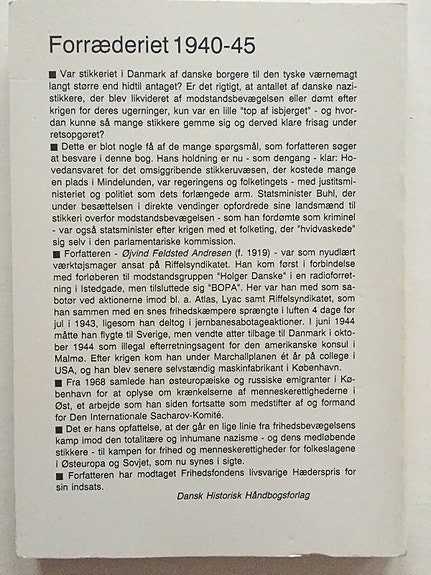 Forræderiet 1940-45
■ Var stikkeriet i Danmark af danske borgere til den tyske værnemagt
langt større end hidtil antaget? Er det rigtigt, at antallet af danske nazi-
stikkere, der blev likvideret af modstandsbevægelsen eller dømt efter
krigen for deres ugerninger, kun var en lille "top af isbjerget" - og hvor-
dan kunne så mange stikkere gemme sig og derved klare frisag under
retsopgøret?
■ Dette er blot nogle få af de mange spørgsmål, som forfatteren søger
at besvare i denne bog. Hans holdning er nu - som dengang - klar: Ho-
vedansvaret for det omsiggribende stikkeruvæsen, der kostede mange
en plads i Mindelunden, var regeringens og folketingets - med justitsmi-
nisteriet og politiet som dets forlængede arm. Statsminister Buhl, der
under besættelsen i direkte vendinger opfordrede sine landsmænd til
stikkeri overfor modstandsbevægelsen - som han fordømte som kriminel
- var også statsminister efter krigen med et folketing, der "hvidvaskede"
sig selv i den parlamentariske kommission.
■ Forfatteren - Øjvind Feldsted Andresen (f. 1919) - var som nyudlært
værktøjsmager ansat på Riffelsyndikatet. Han kom først i forbindelse
med forløberen til modstandsgruppen "Holger Danske" i en radioforret-
ning i Istedgade, men tilsluttede sig "BOPA". Her var han med som sa-
botør ved aktionerne imod bl. a. Atlas, Lyac samt Riffelsyndikatet, som
han sammen med en snes frihedskæmpere sprængte i luften 4 dage før
jul i 1943, ligesom han deltog i jernbanesabotageaktioner. I juni 1944
måtte han flygte til Sverige, men vendte atter tilbage til Danmark i okt-
ober 1944 som illegal efterretningsagent for den amerikanske konsul i
Malmø. Efter krigen kom han under Marchallplanen ét år på college i
USA, og han blev senere selvstændig maskinfabrikant i København.
■ Fra 1968 samlede han østeuropæiske og russiske emigranter i Kø-
benhavn for at oplyse om krænkelserne af menneskerettighederne i
Øst, et arbejde som han siden fortsatte som medstifter af og formand
for Den Internationale Sacharov-Komité.
■ Det er hans opfattelse, at der går en lige linie fra frihedsbevægelsens
kamp imod den totalitære og inhumane nazisme - og dens medløbende
stikkere - til kampen for frihed og menneskerettigheder for folkeslagene
i Østeuropa og Sovjet, som nu synes i sigte.
■ Forfatteren har modtaget Frihedsfondens livsvarige Hæderspris for
sin indsats.
Dansk Historisk Håndbogsforlag